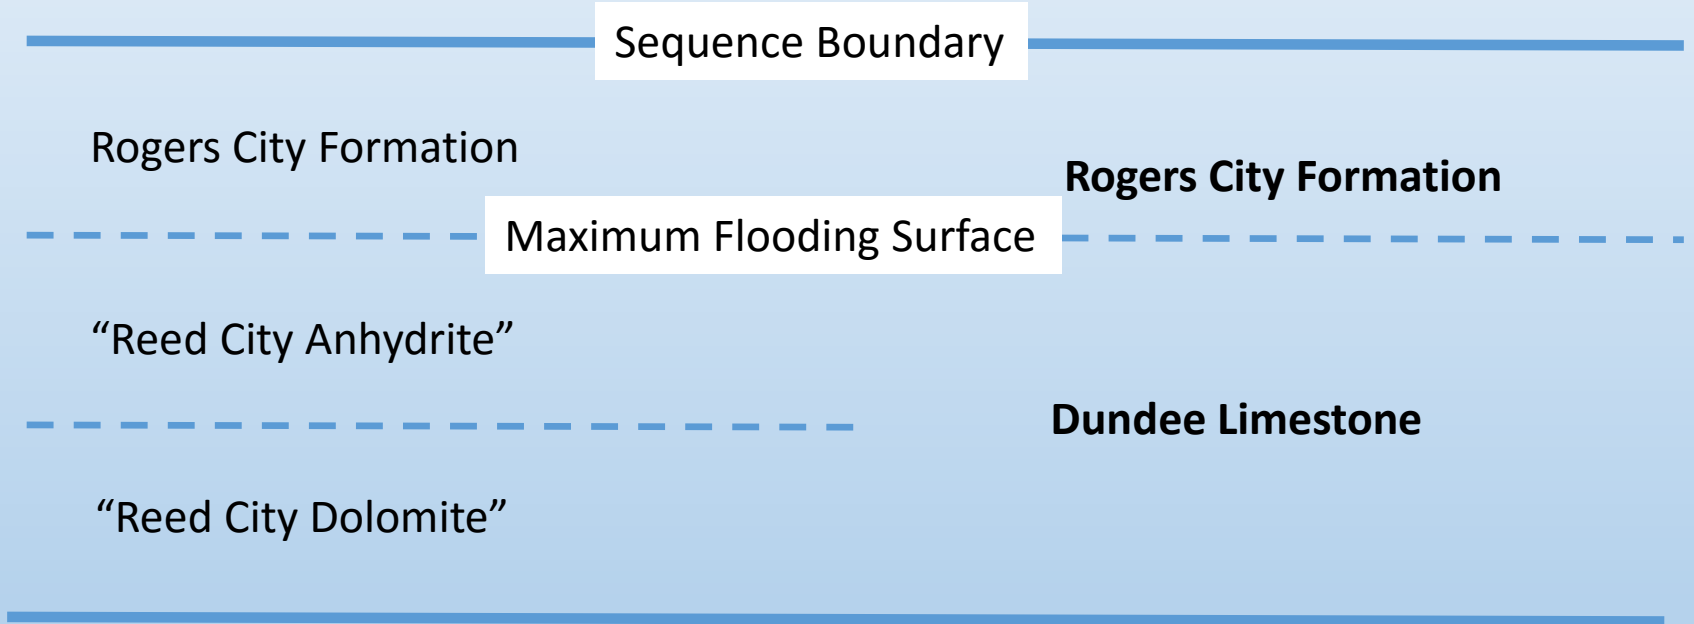 Sequence Boundary
Rogers City Formation
Rogers City Formation
Maximum Flooding Surface
“Reed City Anhydrite”
Dundee Limestone
“Reed City Dolomite”